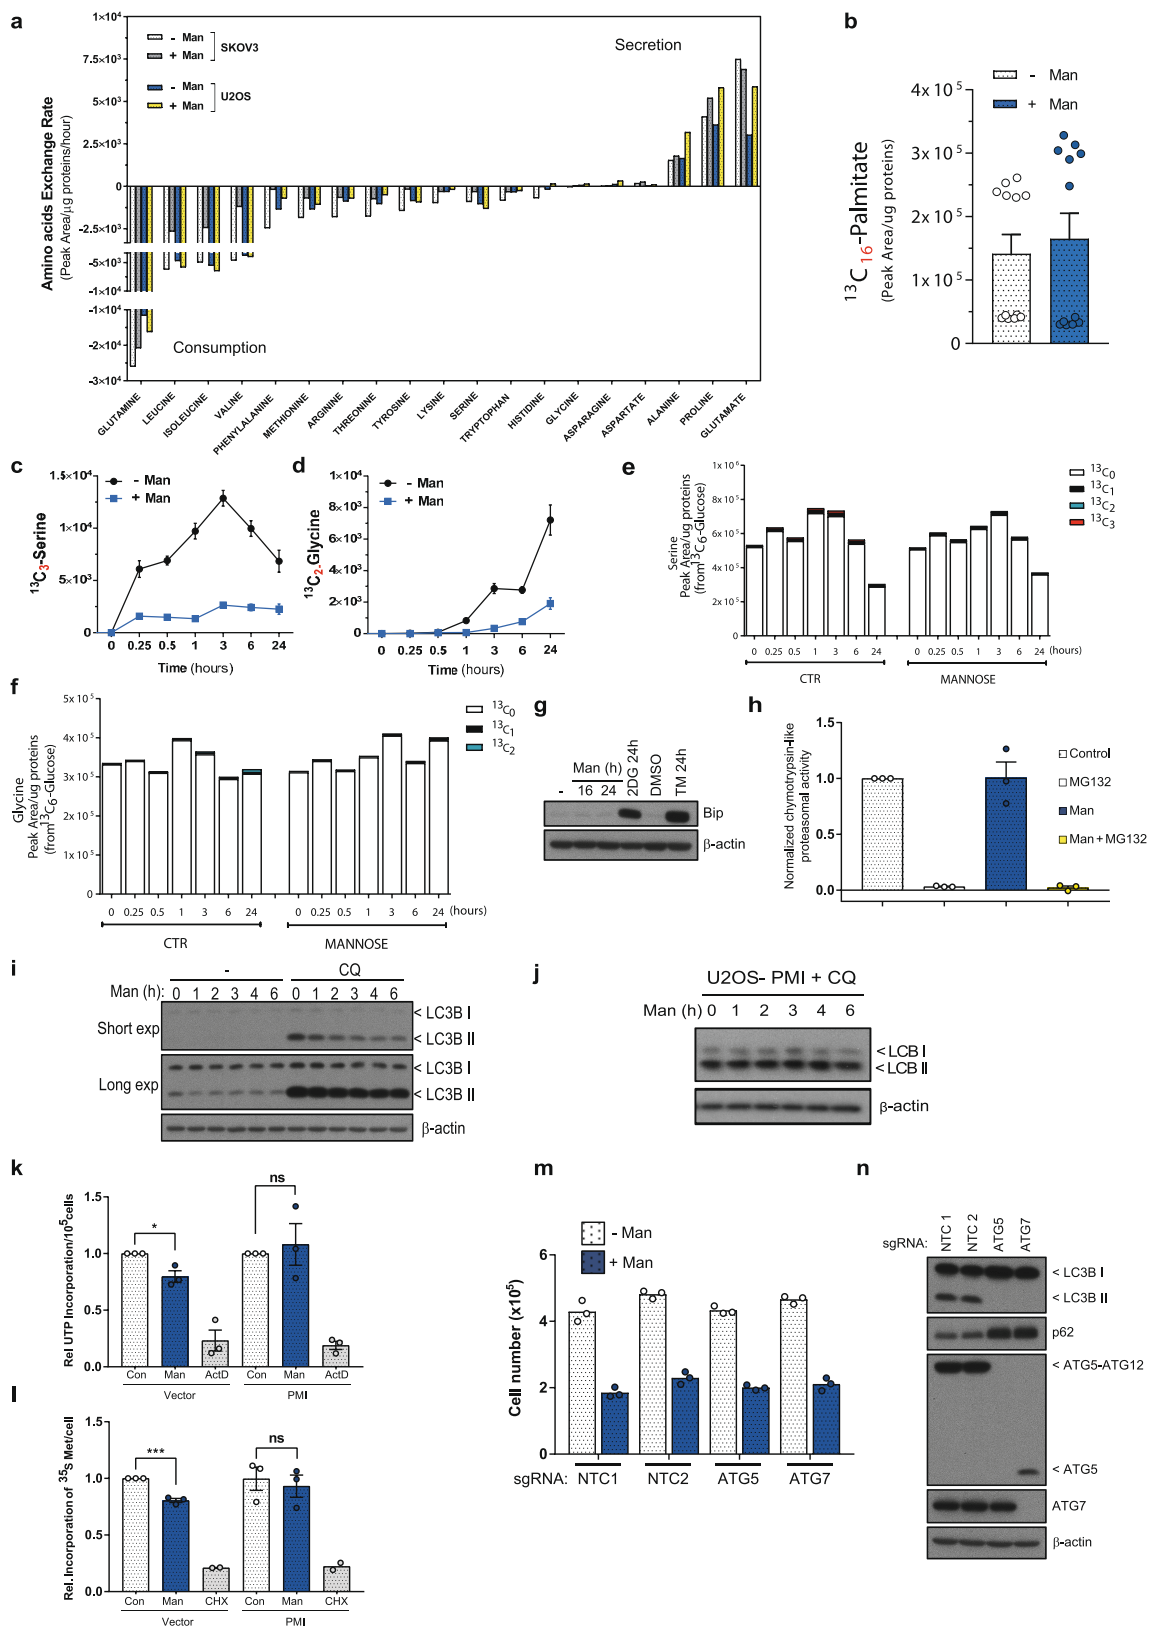 a
Amino acids Exchange Rate
(Peak Area/µg proteins/hour)
1×10⁴
7.5×10³
5×10³
2.5×10³
0
-2.5×10³
-5×10³
-1×10⁴
-1×10⁴
-2×10⁴
-3×10⁴
- Man
+ Man
SKOV3
- Man
+ Man
U2OS
Secretion
Consumption
GLUTAMINE
LEUCINE
ISOLEUCINE
VALINE
PHENYLALANINE
METHIONINE
ARGININE
THREONINE
TYROSINE
LYSINE
SERINE
TRYPTOPHAN
HISTIDINE
GLYCINE
ASPARAGINE
ASPARTATE
ALANINE
PROLINE
GLUTAMATE
b
- Man
+ Man
¹³C₁₆-Palmitate
(Peak Area/ug proteins)
4x 10⁵
3x 10⁵
2x 10⁵
1x 10⁵
0
c
¹³C₃-Serine
1.5×10⁴
1×10⁴
5×10³
0
- Man
+ Man
0 0.25 0.5 1 3 6 24
Time (hours)
d
¹³C₂-Glycine
1×10⁴
8×10³
6×10³
4×10³
2×10³
0
- Man
+ Man
0 0.25 0.5 1 3 6 24
Time (hours)
e
Serine
Peak Area/ug proteins
(from ¹³C₆-Glucose)
1x 10⁶
8x 10⁵
6x 10⁵
4x 10⁵
2x 10⁵
0
¹³C₀
¹³C₁
¹³C₂
¹³C₃
0 0.25 0.5 1 3 6 24 0 0.25 0.5 1 3 6 24 (hours)
CTR MANNOSE
f
Glycine
Peak Area/ug proteins
(from ¹³C₆-Glucose)
5x 10⁵
4x 10⁵
3x 10⁵
2x 10⁵
1x 10⁵
0
¹³C₀
¹³C₁
¹³C₂
0 0.25 0.5 1 3 6 24 0 0.25 0.5 1 3 6 24 (hours)
CTR MANNOSE
g
Man (h)
- 16 24 2DG 24h DMSO TM 24h
Bip
β-actin
h
Normalized chymotrypsin-like
proteasonal activity
1.5
1.0
0.0
Control
MG132
Man
Man+MG132
i
- CQ
Man (h): 0 1 2 3 4 6 0 1 2 3 4 6
Short exp
< LC3B I
< LC3B II
Long exp
< LC3B I
< LC3B II
β-actin
j
U2OS- PMI + CQ
Man (h) 0 1 2 3 4 6
< LCB I
< LCB II
β-actin
k
Rel UTP Incorporation/10⁵cells
1.5
1.0
0.5
0.0
*
ns
Con Man ActD Con Man ActD
Vector PMI
l
Rel. Incorporation of ³⁵S Met/cell
1.5
1.0
0.5
0.0
***
ns
Con Man CHX Con Man CHX
Vector PMI
m
- Man
+ Man
Cell number (x10⁵)
6
4
2
0
sgRNA: NTC1 NTC2 ATG5 ATG7
n
sgRNA: NTC 1 NTC 2 ATG5 ATG7
< LC3B I
< LC3B II
p62
< ATG5-ATG12
< ATG5
ATG7
β-actin